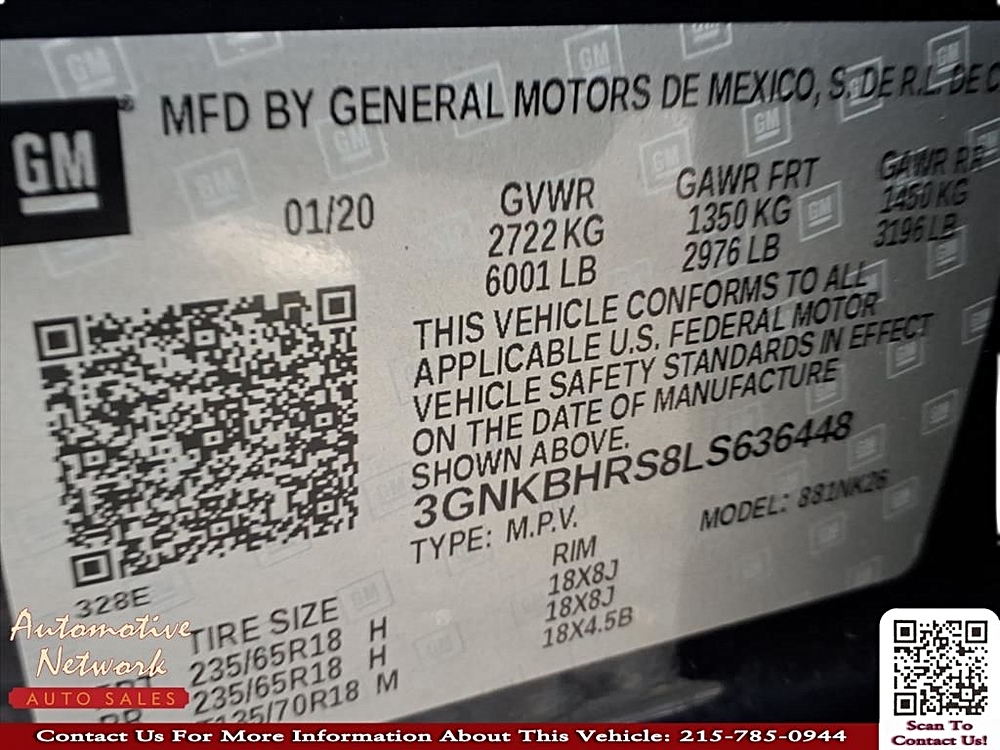 GM
MFD BY GENERAL MOTORS DE MEXICO, S. DE R.L. DE C
01/20
GVWR GAWR FRT GAWR RR
2722 KG 1350 KG 1450 KG
6001 LB 2976 LB 3196 LB
THIS VEHICLE CONFORMS TO ALL
APPLICABLE U.S. FEDERAL MOTOR
VEHICLE SAFETY STANDARDS IN EFFECT
ON THE DATE OF MANUFACTURE
SHOWN ABOVE.
3GNKBHRS8LS636448
TYPE: M.P.V. MODEL: 881NK26
328E
TIRE SIZE RIM
235/65R18 H 18X8J
RR 235/65R18 H 18X8J
T135/70R18 M 18X4.5B
Automotive
Network
AUTO SALES
Contact Us For More Information About This Vehicle: 215-785-0944
Scan To
Contact Us!